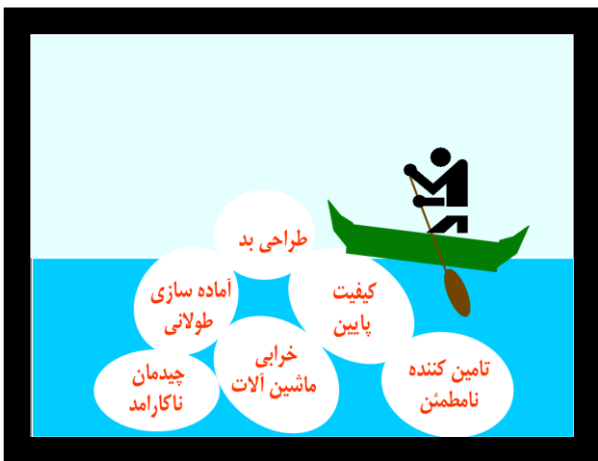 طراحی بد
آماده سازی
طولانی
کیفیت
پایین
خرابی
ماشین آلات
چیدمان
ناکارامد
تامین کننده
نامطمئن